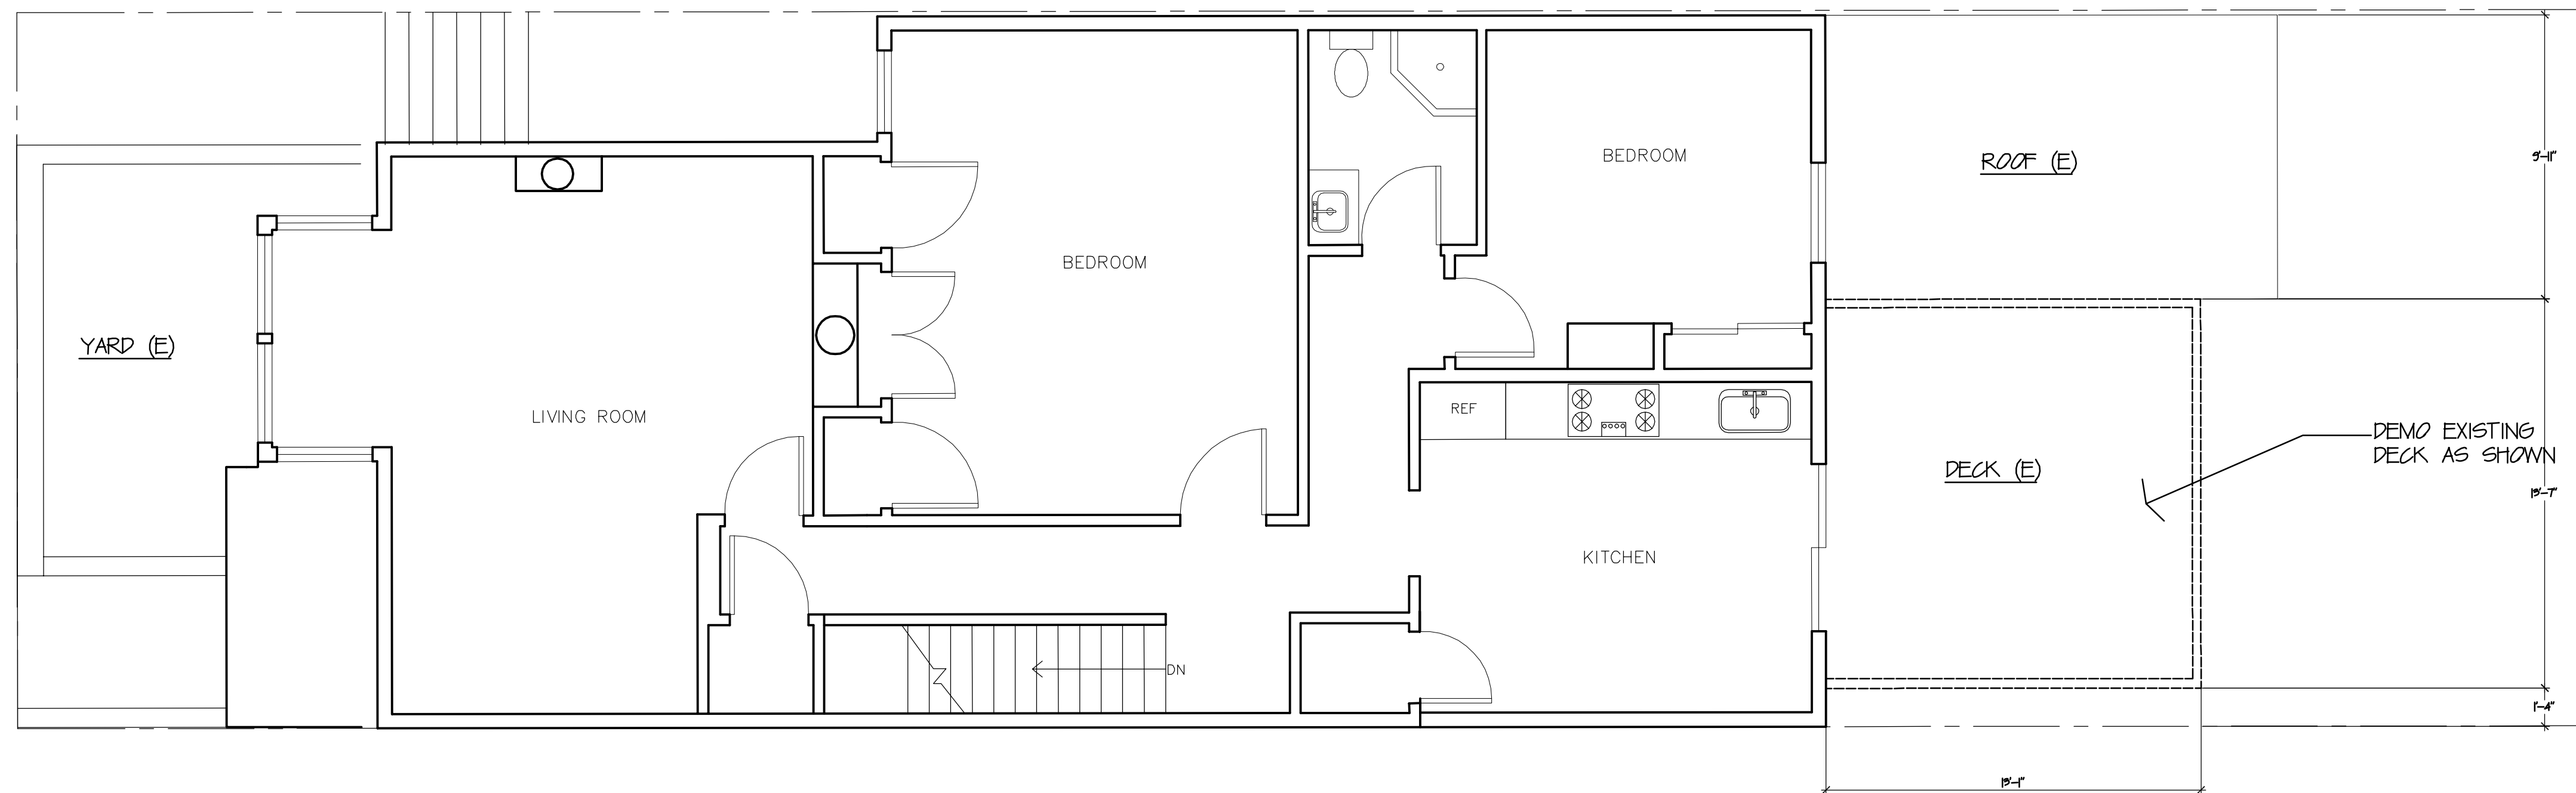 BEDROOM
ROOF (E)
9'-11"
BEDROOM
YARD (E)
LIVING ROOM
REF
DEMO EXISTING
DECK AS SHOWN
DECK (E)
13'-7"
KITCHEN
DN
1'-4"
13'-1"